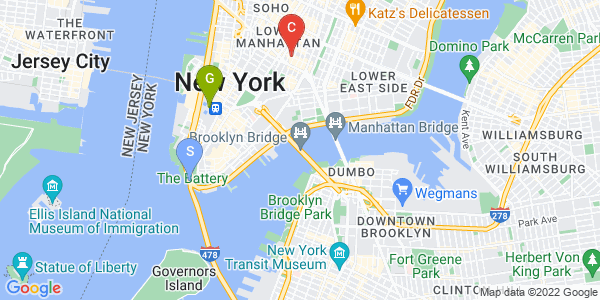 THE
WATERFRONT
Jersey City
NEW JERSEY
NEW YORK
SOHO
LOWER
MANHATTAN
C
Katz's Delicatessen
McCarren Park
Domino Park
New York
G
LOWER
EAST SIDE
FDR Dr
Kent Ave
WILLIAMSBURG
Brooklyn Bridge
Manhattan Bridge
S
The Battery
SOUTH
WILLIAMSBURG
DUMBO
Wegmans
Ellis Island National
Museum of Immigration
Brooklyn
Bridge Park
DOWNTOWN
BROOKLYN
278
Park Ave
478
New York
Transit Museum
Fort Greene Park
Herbert Von
King Park
Statue of Liberty
Governors
Island
CLINTON
Google
Map data ©2022 Google